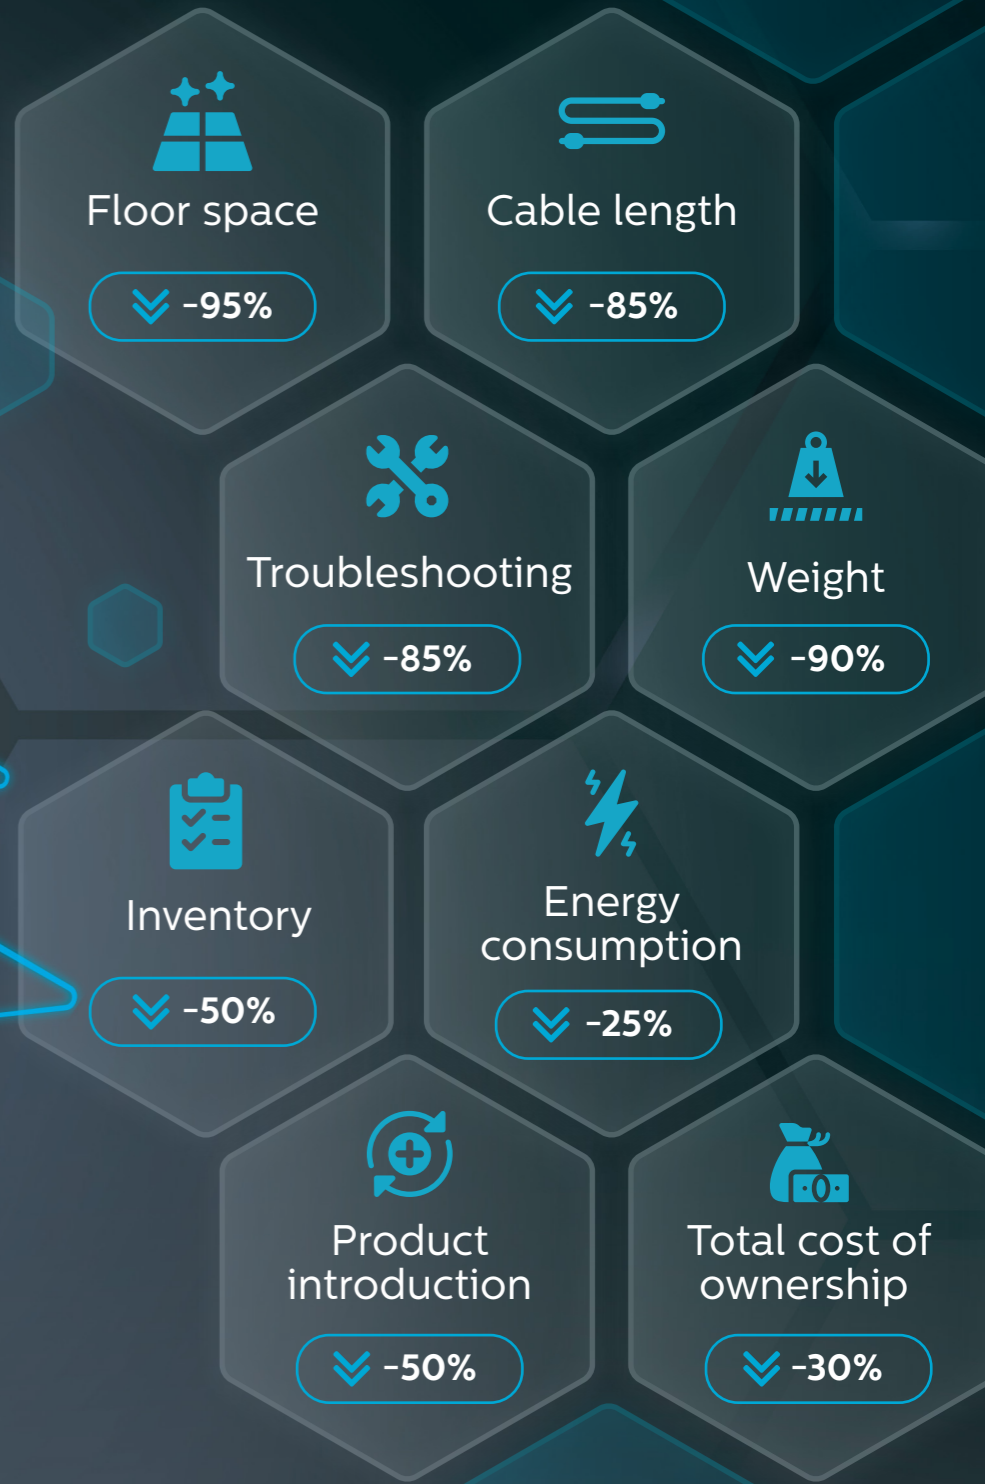 Floor space
-95%
Cable length
-85%
Troubleshooting
-85%
Weight
-90%
Inventory
-50%
Energy
consumption
-25%
Product
introduction
-50%
Total cost of
ownership
-30%